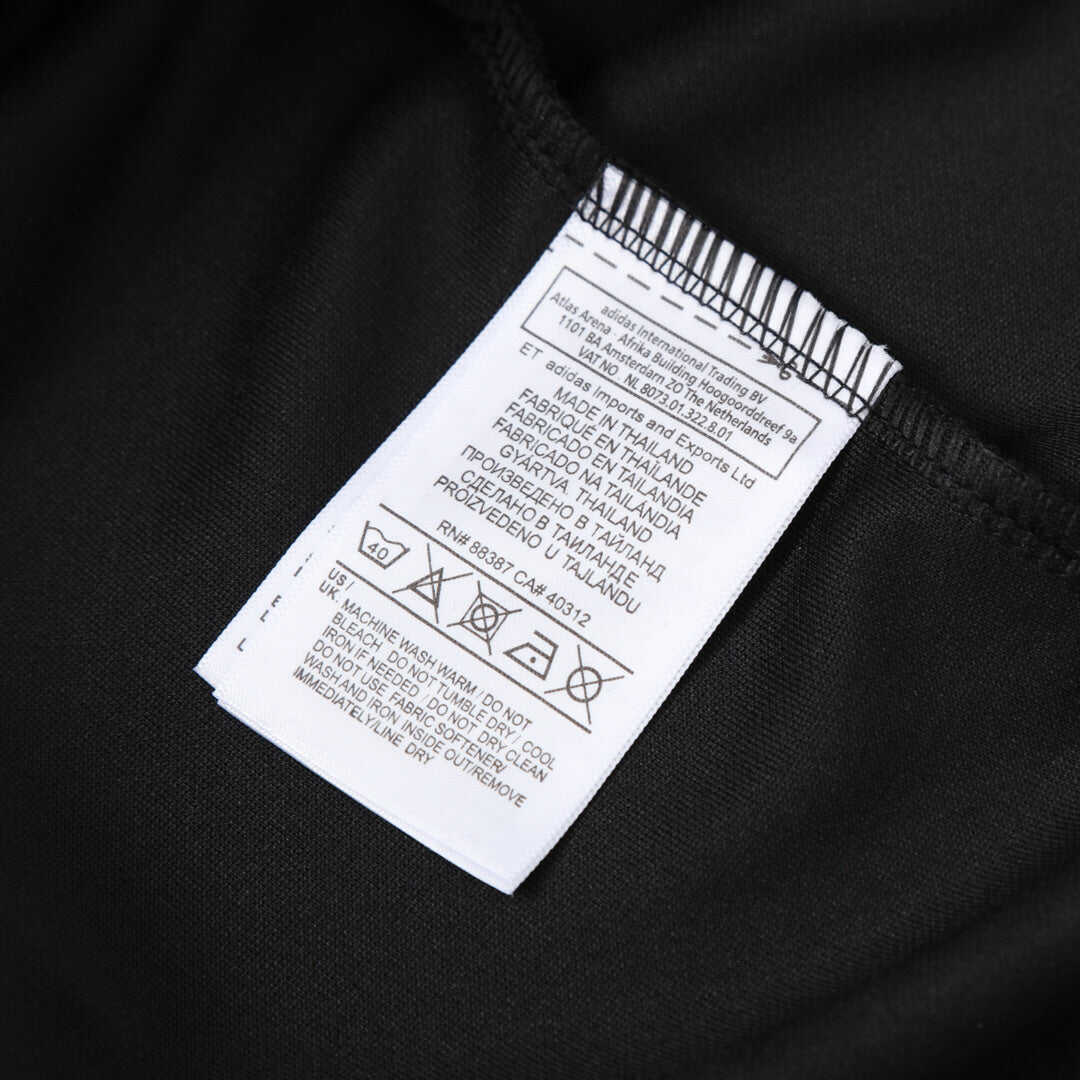 adidas International Trading BV
Atlas Arena - Afrika Building Hoogoorddreef 9a
1101 BA Amsterdam ZO The Netherlands
VAT NO. NL 8073.01.322.8.01
ET adidas Imports and Exports Ltd
MADE IN THAILAND
FABRIQUÉ EN THAÏLANDE
FABRICADO EN TAILANDIA
FABRICADO NA TAILÂNDIA
GYÁRTVA THAILAND
ПРОИЗВЕДЕНО В ТАЙЛАНД
СДЕЛАНО В ТАИЛАНДЕ
PROIZVEDENO U TAJLANDU
RN# 88387 CA# 40312
40
US /
UK. MACHINE WASH WARM / DO NOT
BLEACH / DO NOT TUMBLE DRY / COOL
IRON IF NEEDED / DO NOT DRY CLEAN
DO NOT USE FABRIC SOFTENER/
WASH AND IRON INSIDE OUT/REMOVE
IMMEDIATELY/LINE DRY